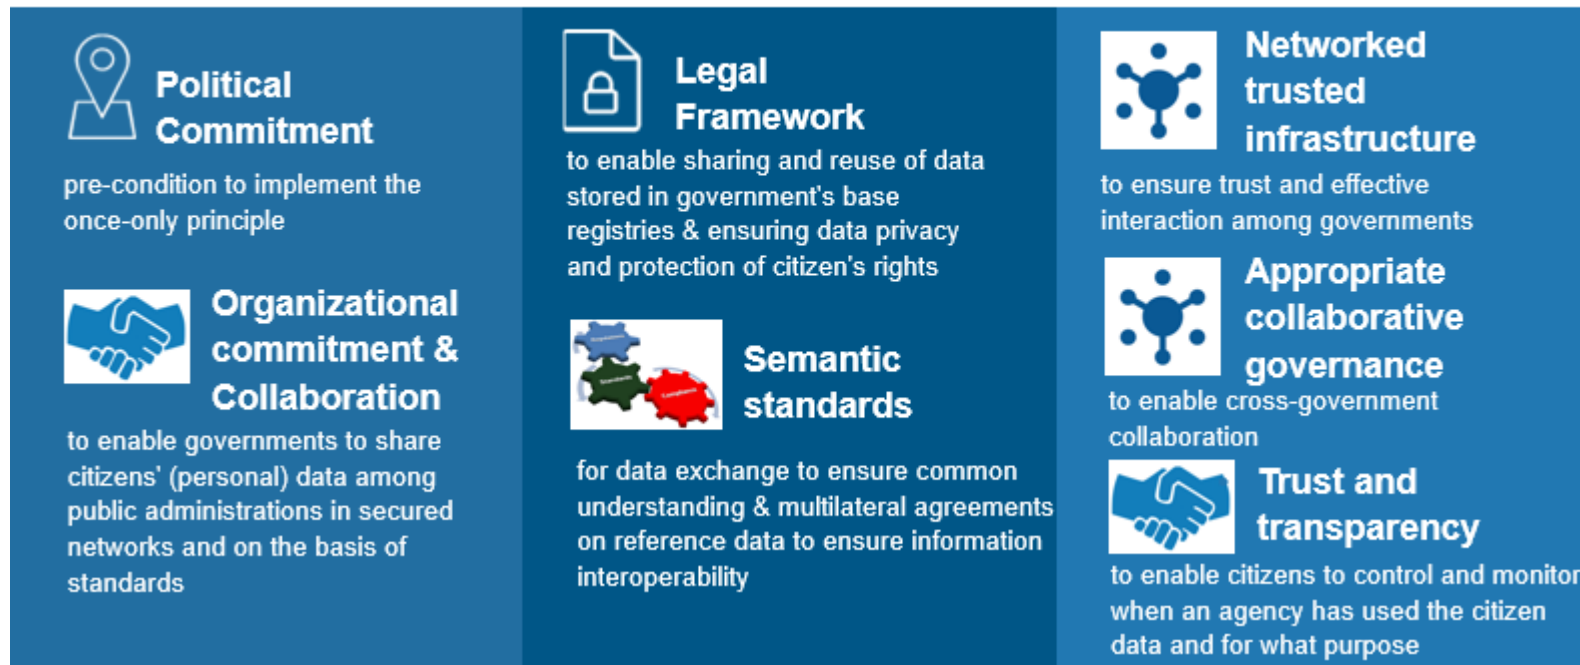 Political
Commitment
pre-condition to implement the
once-only principle
Organizational
commitment &
Collaboration
to enable governments to share
citizens' (personal) data among
public administrations in secured
networks and on the basis of
standards
Legal
Framework
to enable sharing and reuse of data
stored in government's base
registries & ensuring data privacy
and protection of citizen's rights
Standards
Compliance
Semantic
standards
for data exchange to ensure common
understanding & multilateral agreements
on reference data to ensure information
interoperability
Networked
trusted
infrastructure
to ensure trust and effective
interaction among governments
Appropriate
collaborative
governance
to enable cross-government
collaboration
Trust and
transparency
to enable citizens to control and monitor
when an agency has used the citizen
data and for what purpose